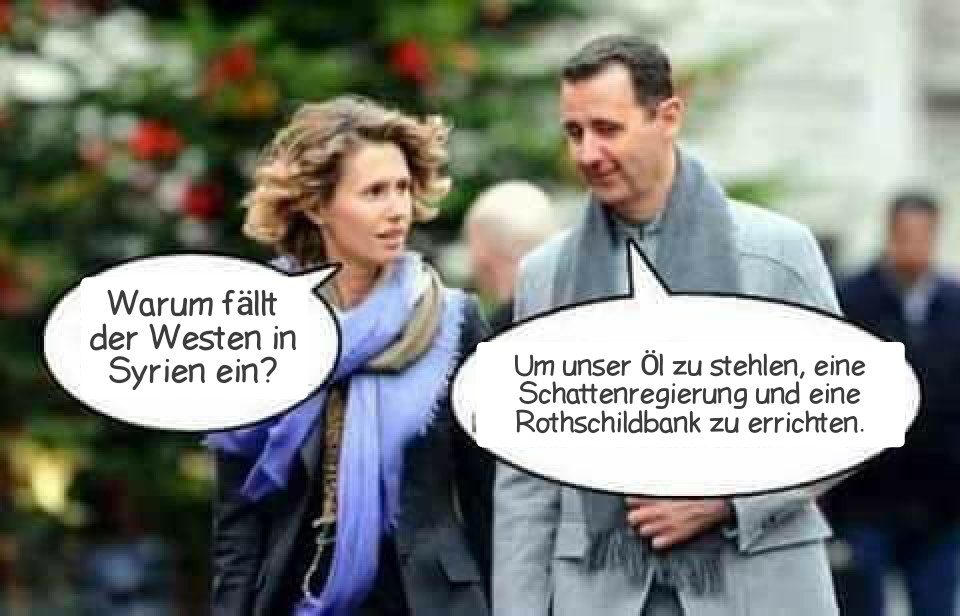 Warum fällt
der Westen in
Syrien ein?
Um unser Öl zu stehlen, eine
Schattenregierung und eine
Rothschildbank zu errichten.